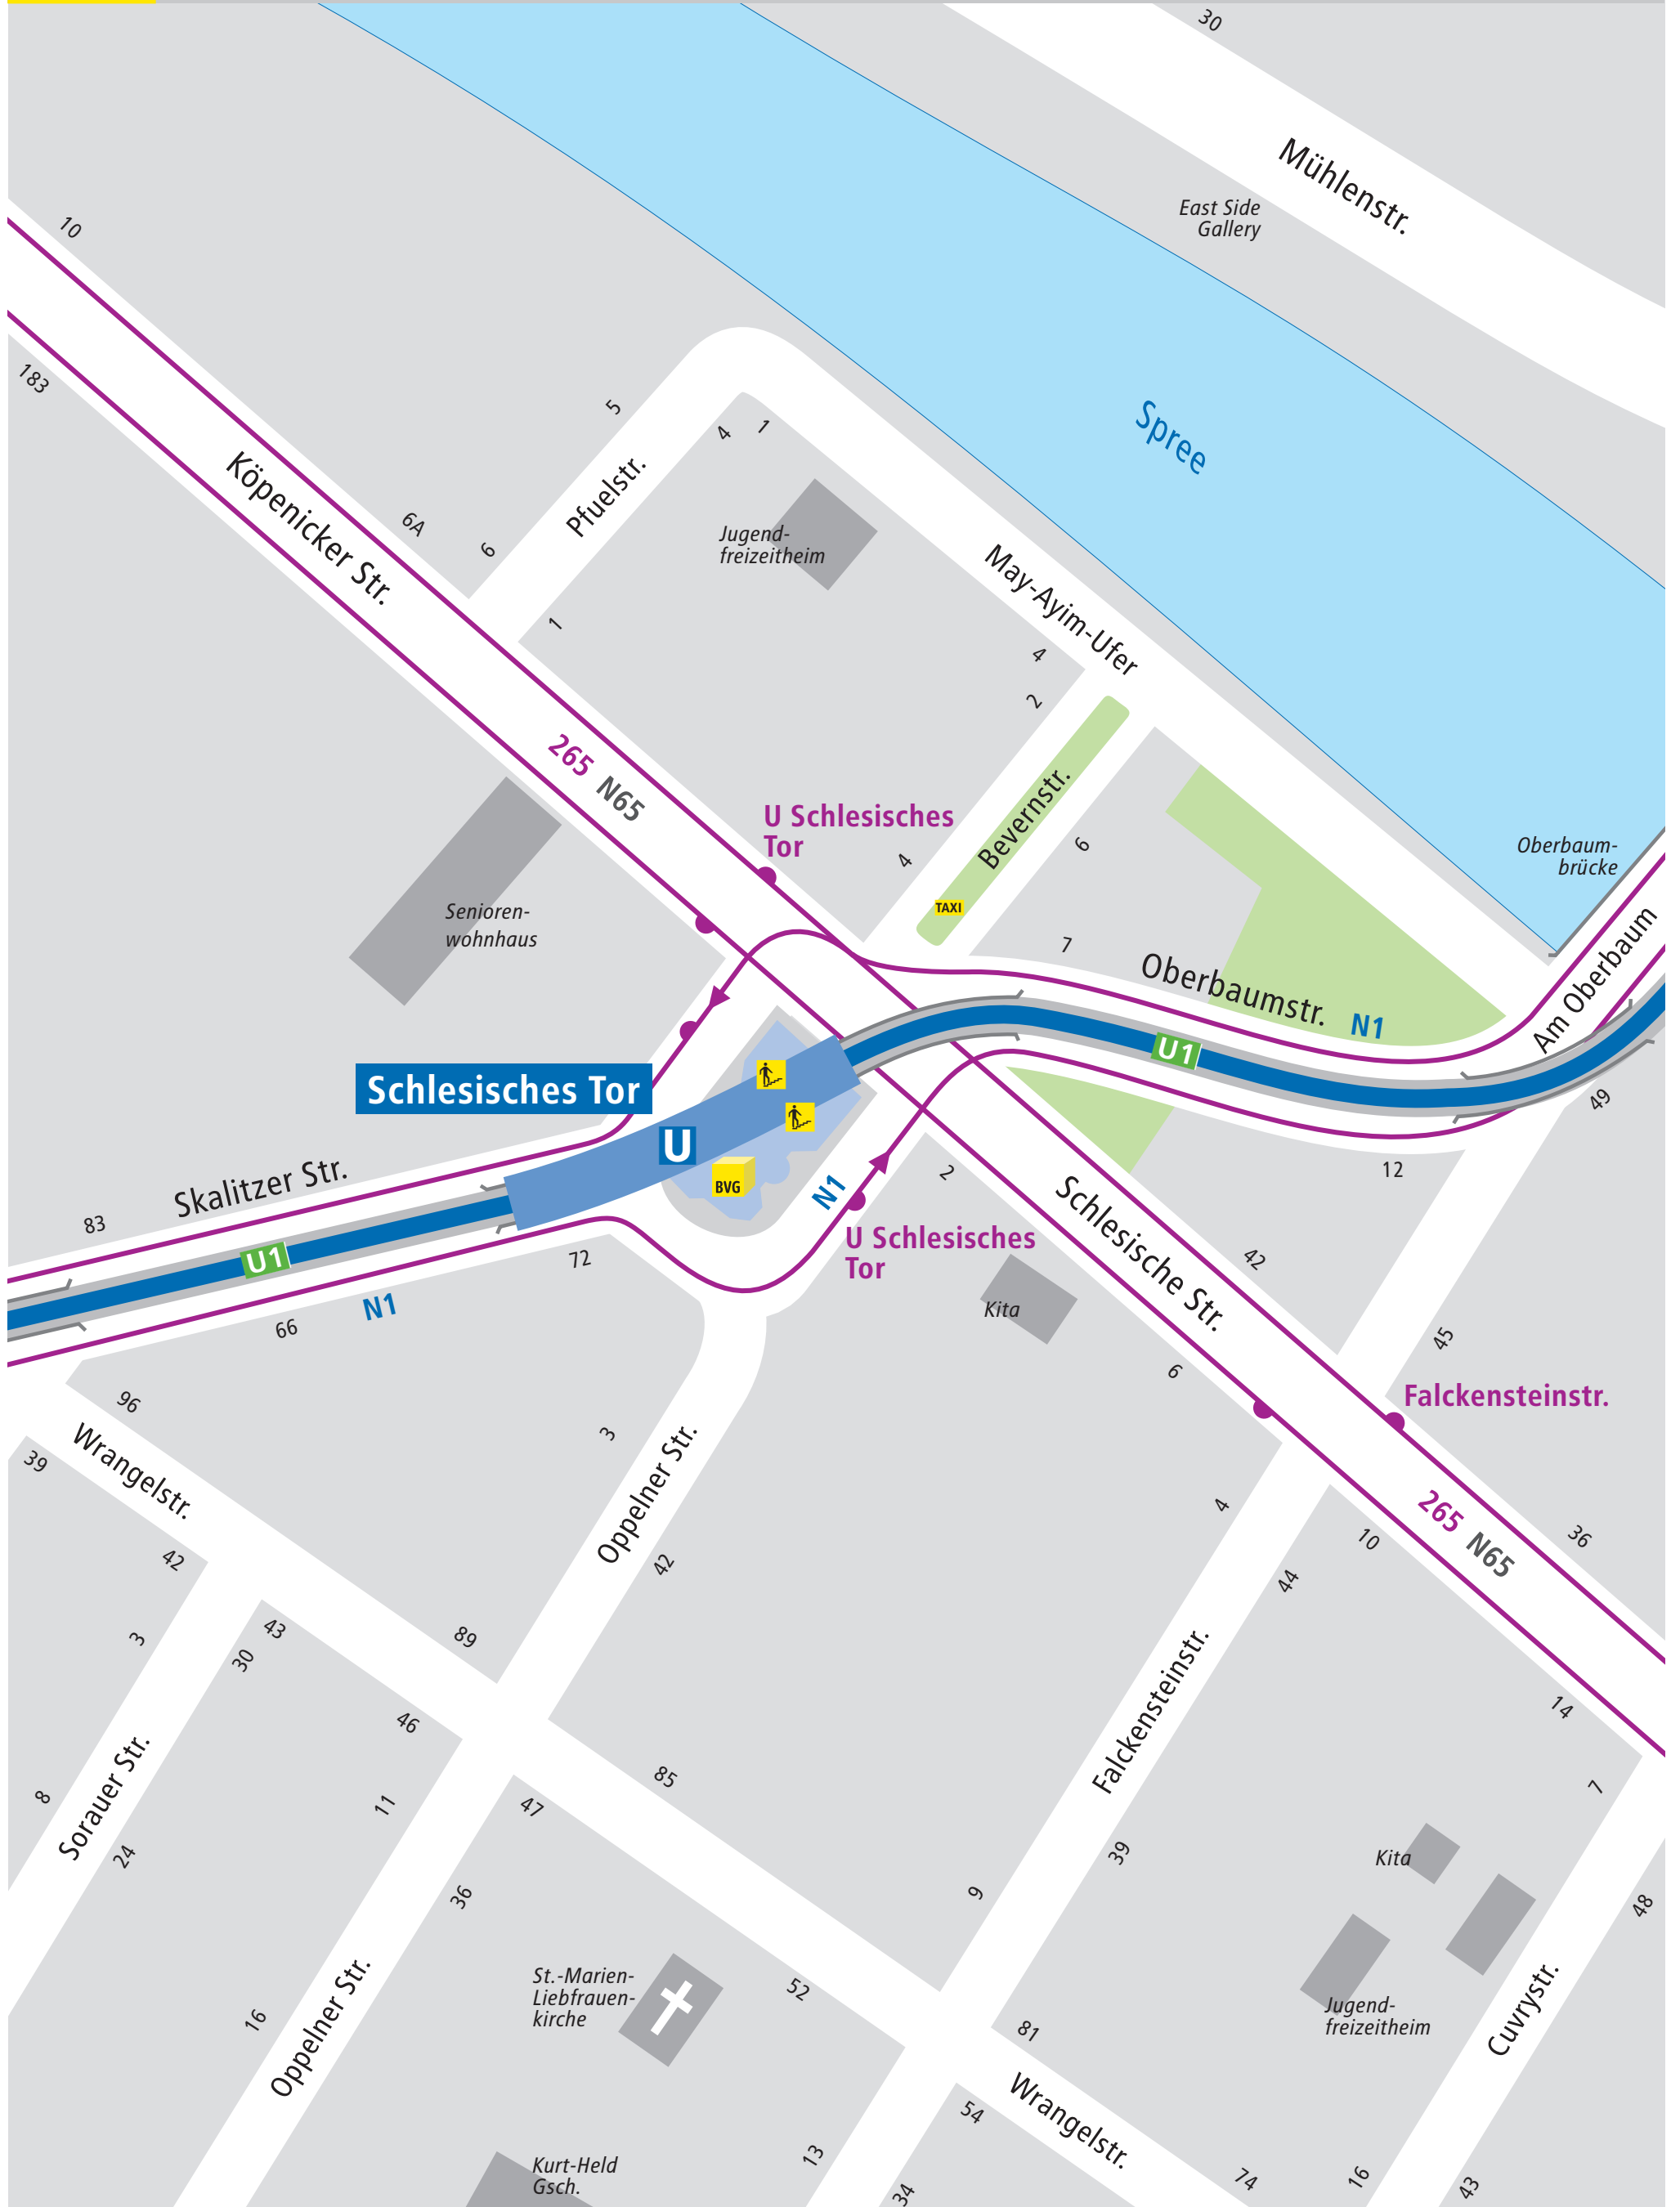 30
Mühlenstr.
East Side
Gallery
10
183
Spree
5
4
1
Pfuelstr.
Köpenicker Str.
6A
6
Jugend-
freizeitheim
May-Ayim-Ufer
1
4
2
265 N65
U Schlesisches
Tor
Bevernstr.
4
6
Oberbaum-
brücke
TAXI
Senioren-
wohnhaus
7
Oberbaumstr.
N1
Am Oberbaum
U1
Schlesisches Tor
49
U
BVG
Skalitzer Str.
83
N1
2
12
Schlesische Str.
U Schlesisches
Tor
U1
72
42
N1
66
Kita
45
6
Falckensteinstr.
96
39
Wrangelstr.
3
Oppelner Str.
4
265 N65
36
10
42
42
44
3
43
30
89
Falckensteinstr.
46
14
Sorauer Str.
8
11
85
47
7
24
39
Kita
36
9
48
St.-Marien-
Liebfrauen-
kirche
52
Oppelner Str.
16
Jugend-
freizeitheim
81
Cuvrystr.
Wrangelstr.
54
13
Kurt-Held
Gsch.
74
16
43
34